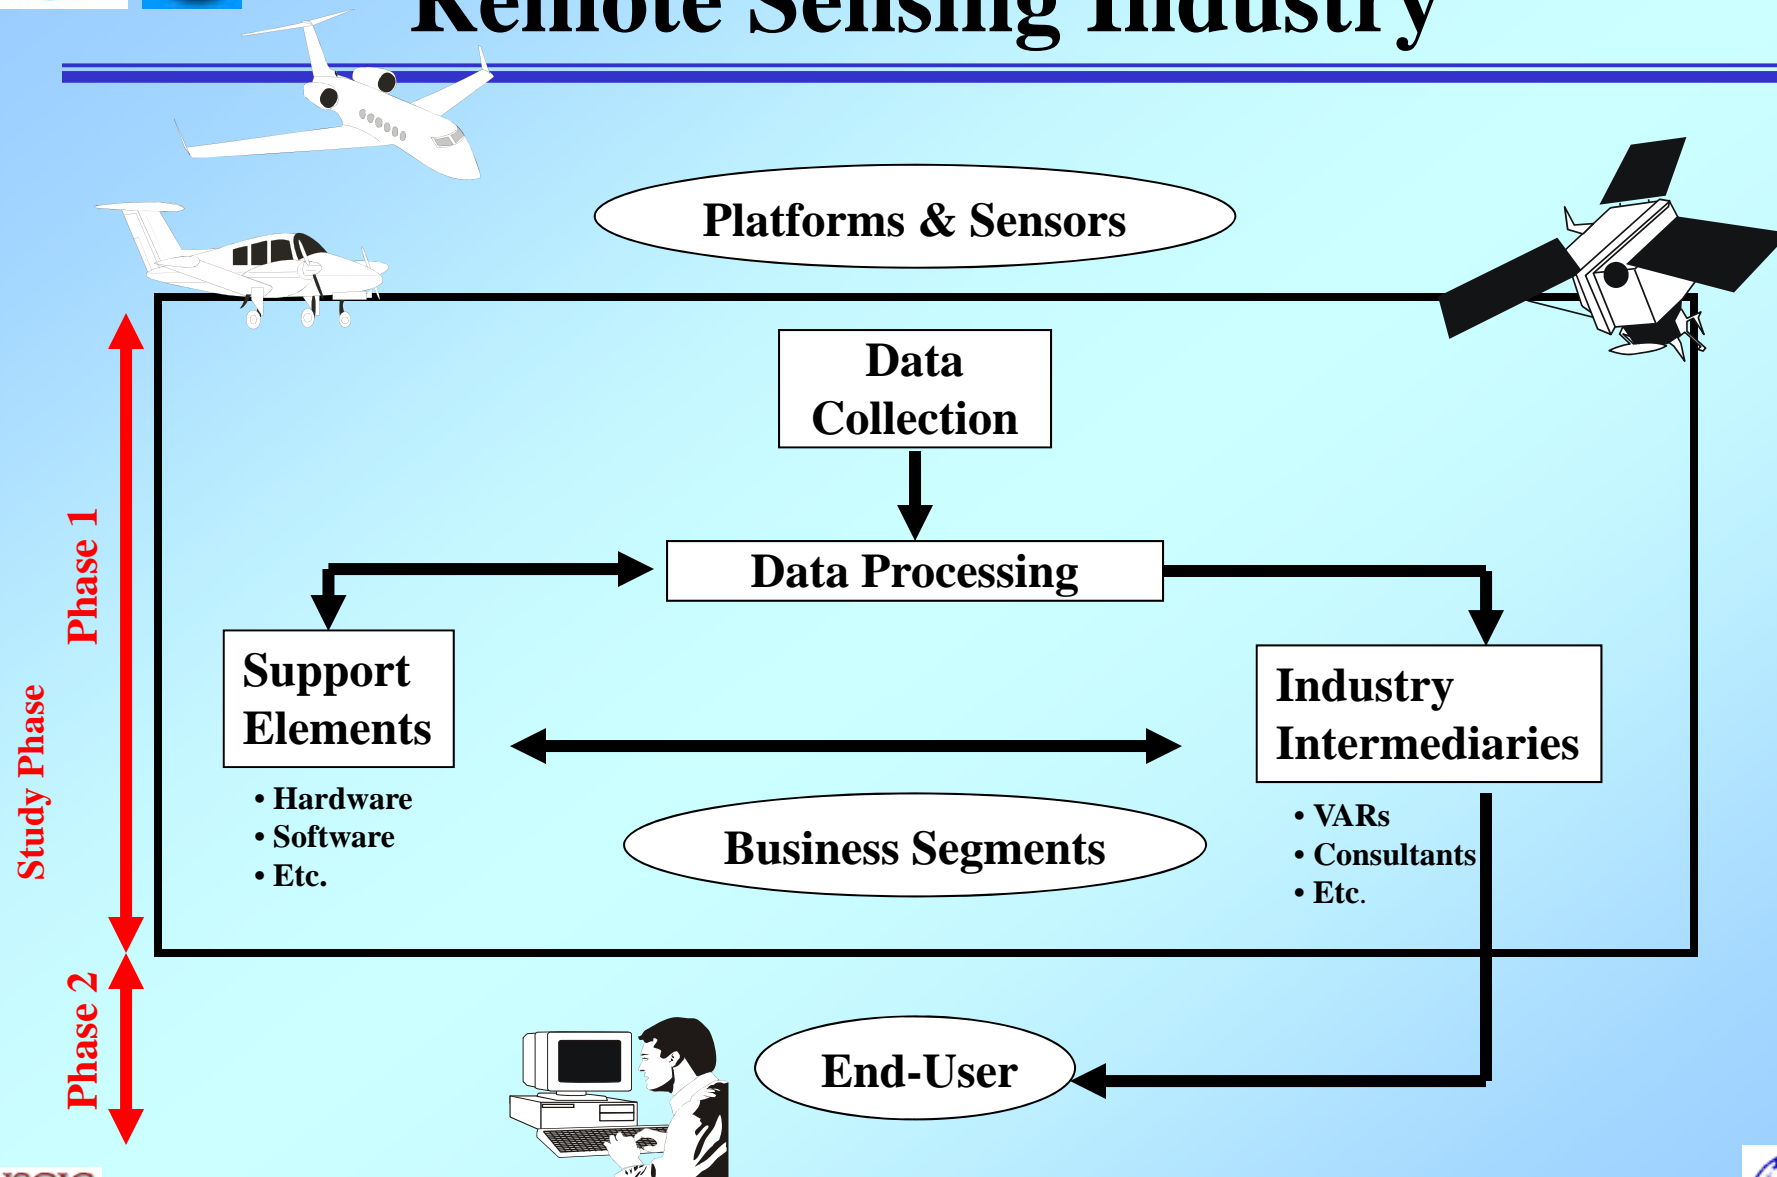 Remote Sensing Industry
Platforms & Sensors
Data
Collection
Data Processing
Support
Elements
• Hardware
• Software
• Etc.
Industry
Intermediaries
• VARs
• Consultants
• Etc.
Business Segments
End-User
Study Phase
Phase 1
Phase 2